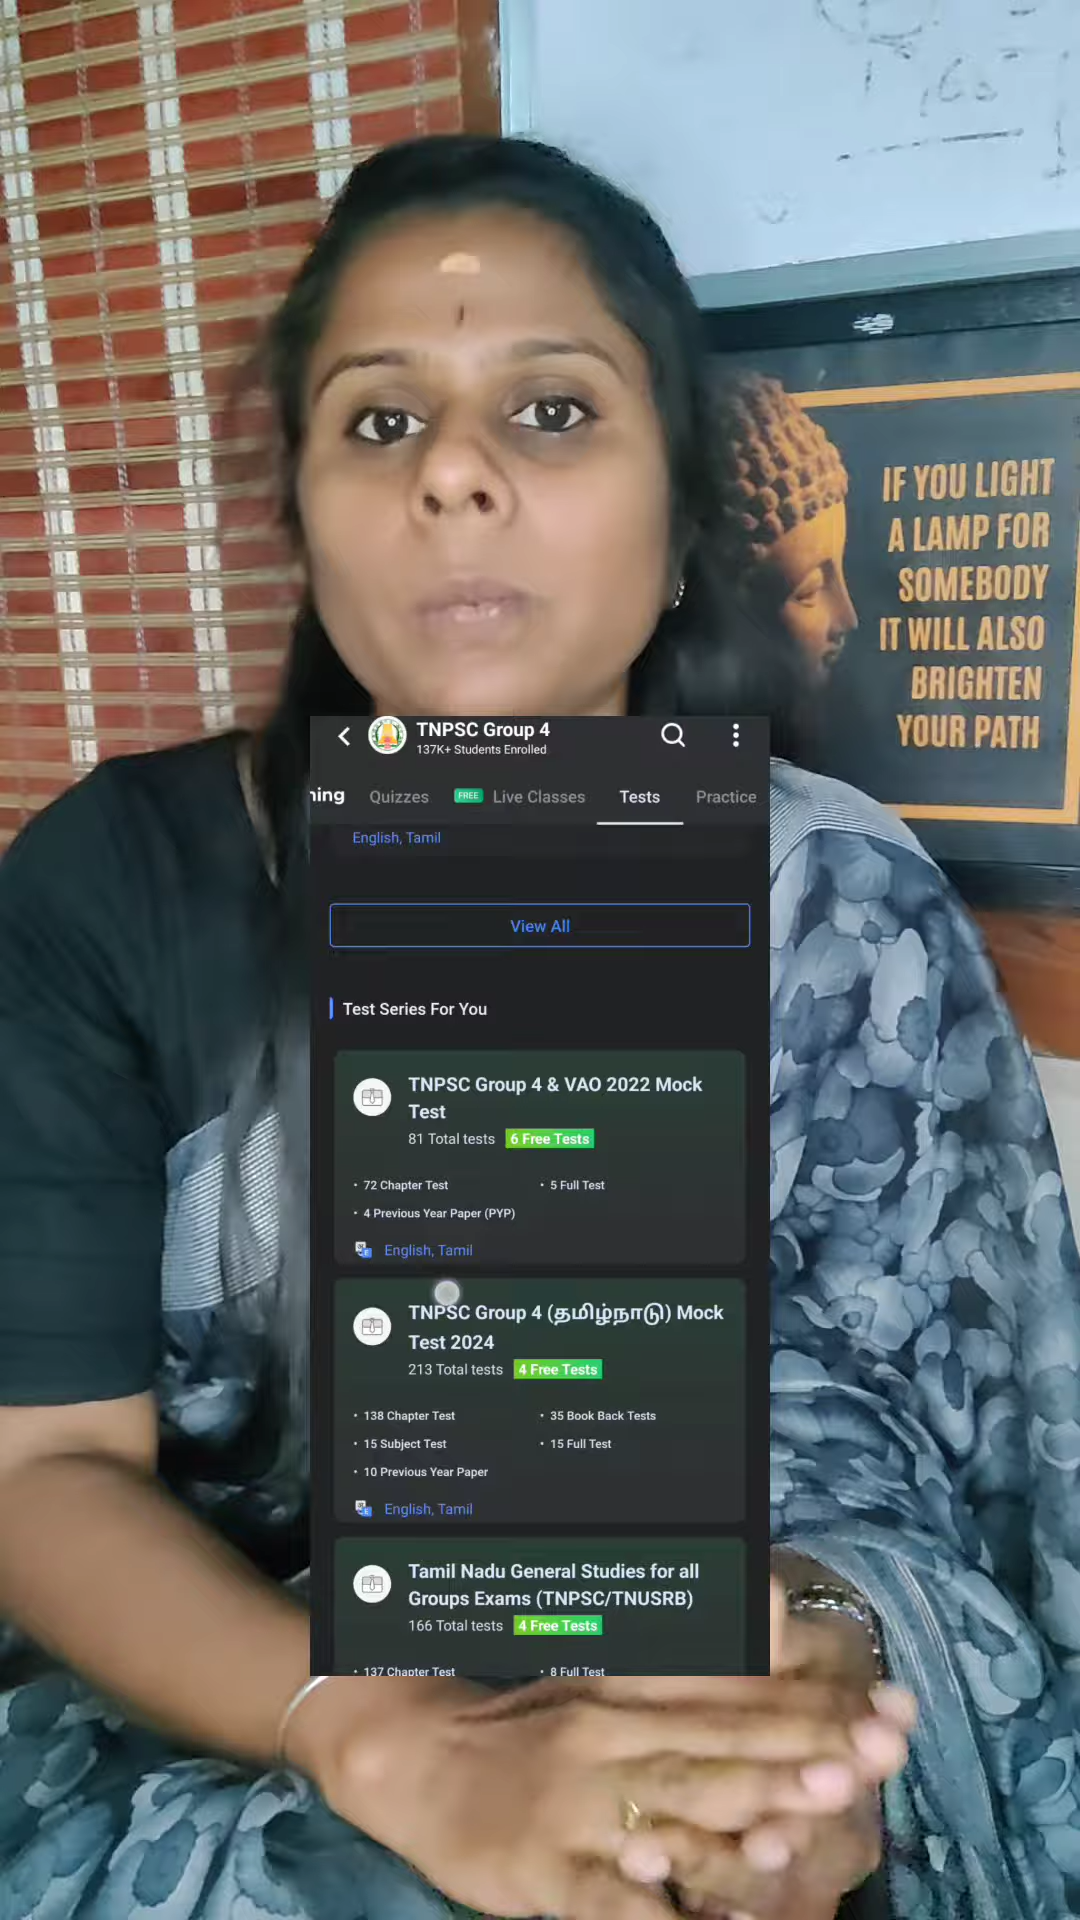 IF YOU LIGHT
A LAMP FOR
SOMEBODY
IT WILL ALSO
BRIGHTEN
YOUR PATH
TNPSC Group 4
137K+ Students Enrolled
Quizzes FREE Live Classes Tests Practice
English, Tamil
View All
Test Series For You
TNPSC Group 4 & VAO 2022 Mock
Test
81 Total tests 6 Free Tests
• 72 Chapter Test • 5 Full Test
• 4 Previous Year Paper (PYP)
English, Tamil
TNPSC Group 4 (தமிழ்நாடு) Mock
Test 2024
213 Total tests 4 Free Tests
• 138 Chapter Test • 35 Book Back Tests
• 15 Subject Test • 15 Full Test
• 10 Previous Year Paper
English, Tamil
Tamil Nadu General Studies for all
Groups Exams (TNPSC/TNUSRB)
166 Total tests 4 Free Tests
• 137 Chapter Test • 8 Full Test